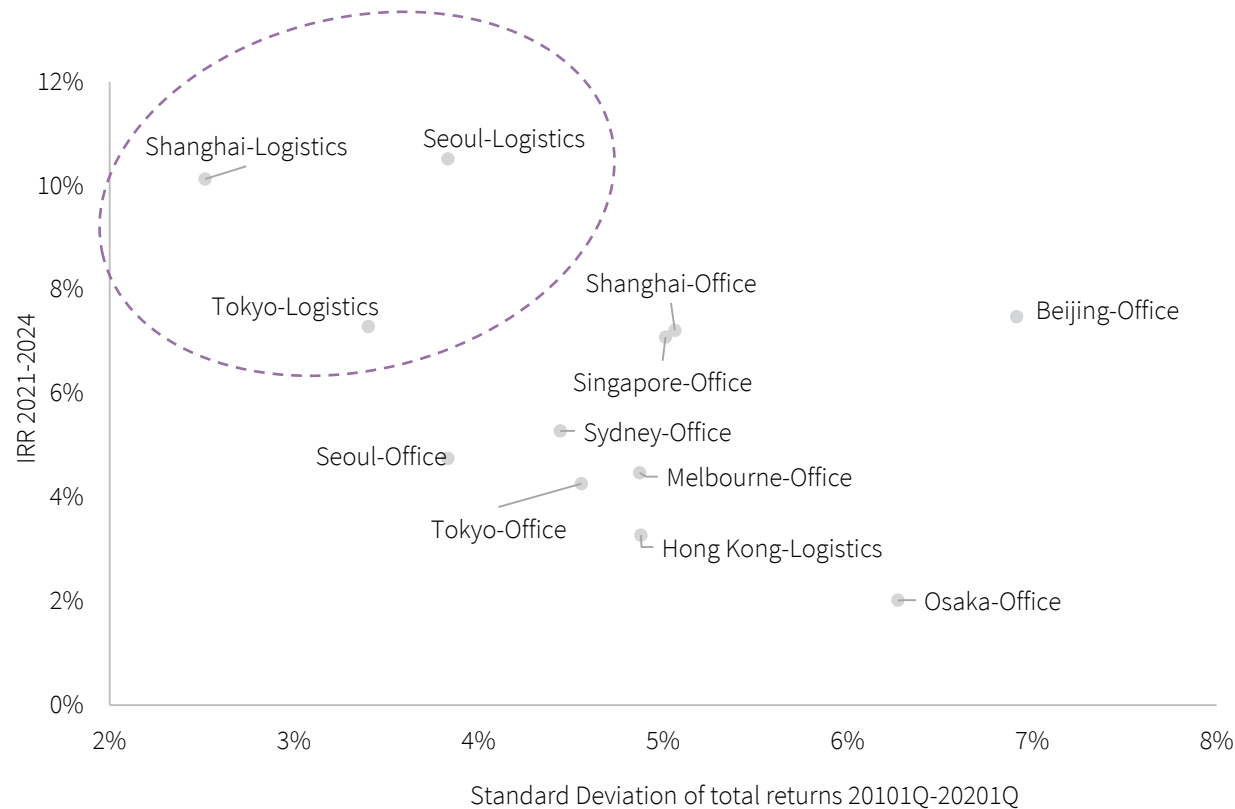 12%
Shanghai-Logistics
Seoul-Logistics
10%
8%
Shanghai-Office
Tokyo-Logistics
Beijing-Office
IRR 2021-2024
Singapore-Office
6%
Sydney-Office
Seoul-Office
Melbourne-Office
4%
Tokyo-Office
Hong Kong-Logistics
2%
Osaka-Office
0%
2% 3% 4% 5% 6% 7% 8%
Standard Deviation of total returns 20101Q-20201Q